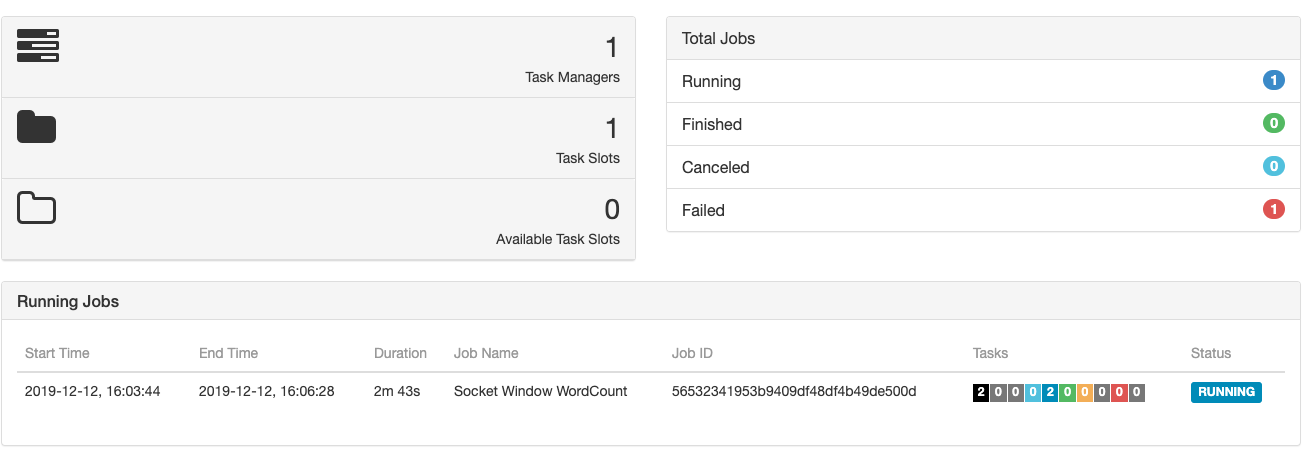 1
Task Managers
1
Task Slots
0
Available Task Slots
Total Jobs
Running 1
Finished 0
Canceled 0
Failed 1
Running Jobs
Start Time End Time Duration Job Name Job ID Tasks Status
2019-12-12, 16:03:44 2019-12-12, 16:06:28 2m 43s Socket Window WordCount 56532341953b9409df48df4b49de500d 2 0 0 0 2 0 0 0 0 0 RUNNING